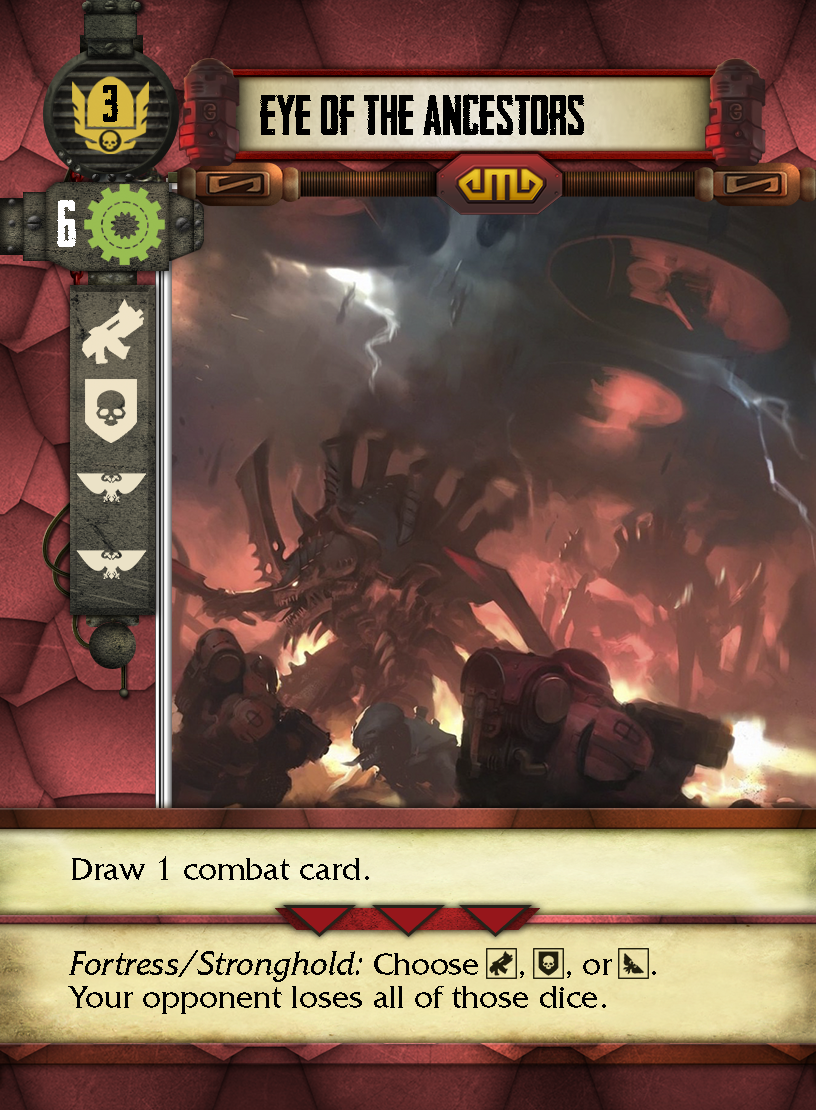 3
EYE OF THE ANCESTORS
6
Draw 1 combat card.
Fortress/Stronghold: Choose , , or .
Your opponent loses all of those dice.